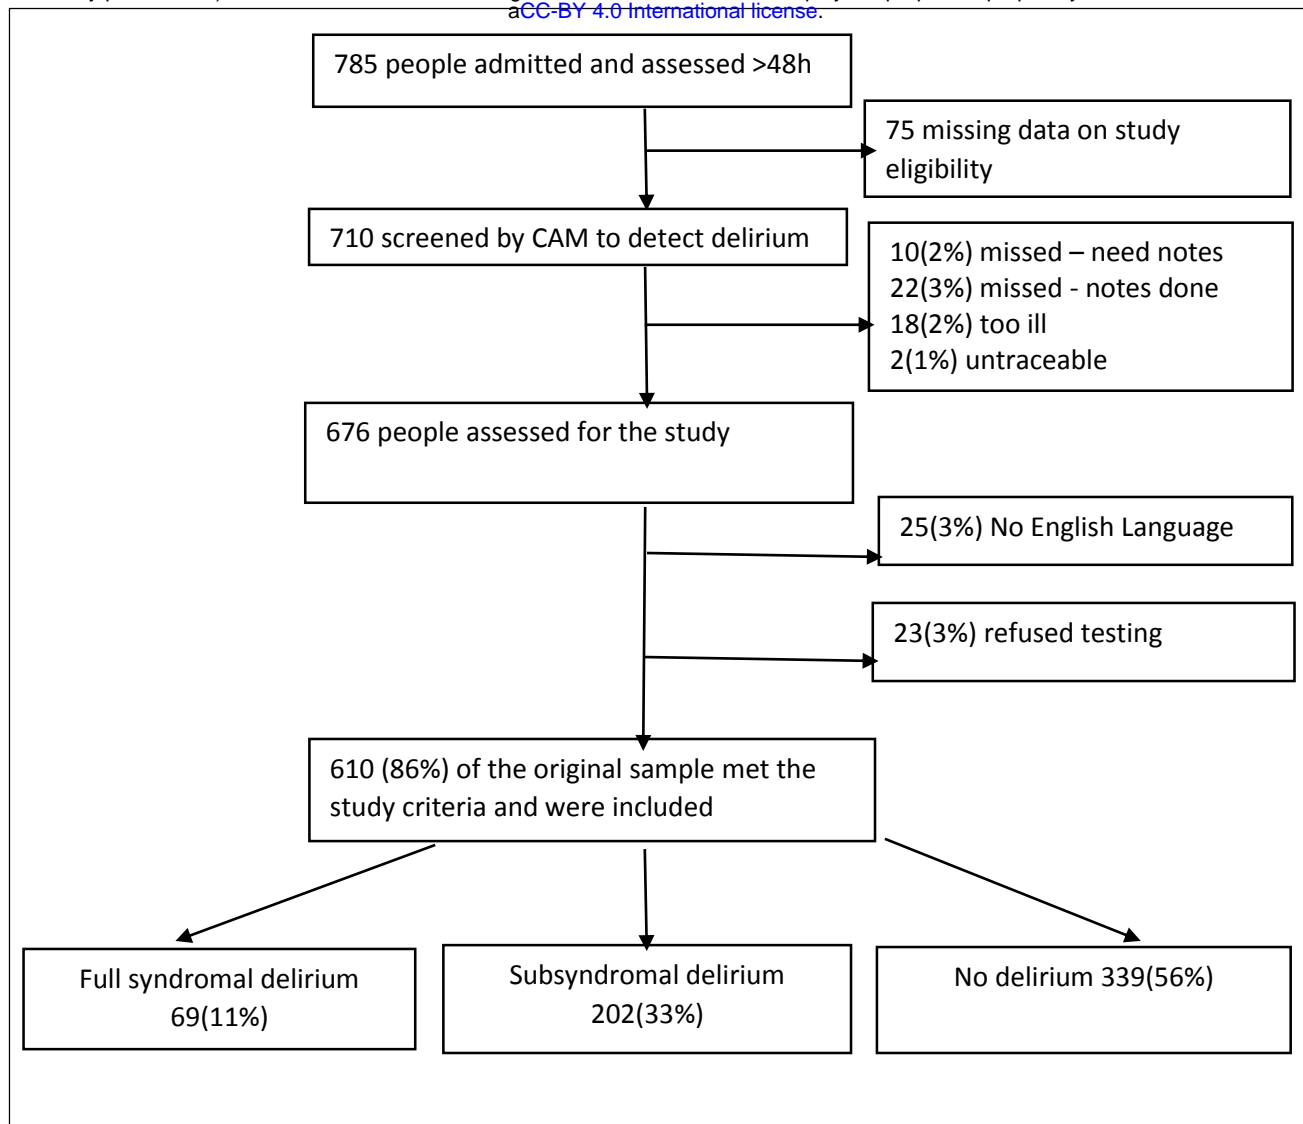 aCC-BY 4.0 International license.
785 people admitted and assessed >48h
75 missing data on study
eligibility
710 screened by CAM to detect delirium
10(2%) missed – need notes
22(3%) missed - notes done
18(2%) too ill
2(1%) untraceable
676 people assessed for the study
25(3%) No English Language
23(3%) refused testing
610 (86%) of the original sample met the
study criteria and were included
Full syndromal delirium
69(11%)
Subsyndromal delirium
202(33%)
No delirium 339(56%)